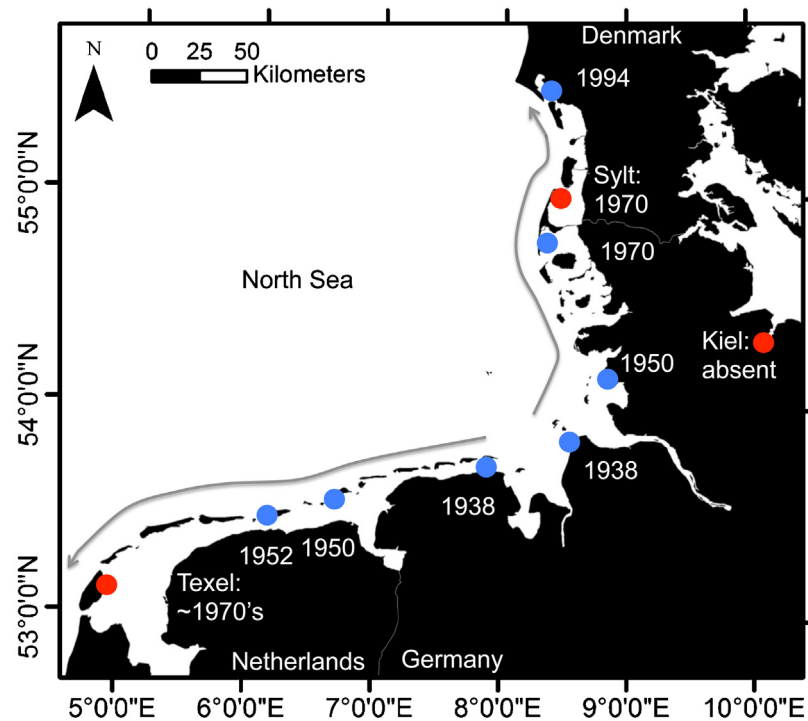 N
0 25 50
Kilometers
Denmark
1994
55°0'0"N
Sylt:
1970
1970
North Sea
Kiel:
absent
1950
54°0'0"N
1938
1938
1952
1950
Texel:
~1970's
53°0'0"N
Netherlands
Germany
5°0'0"E 6°0'0"E 7°0'0"E 8°0'0"E 9°0'0"E 10°0'0"E